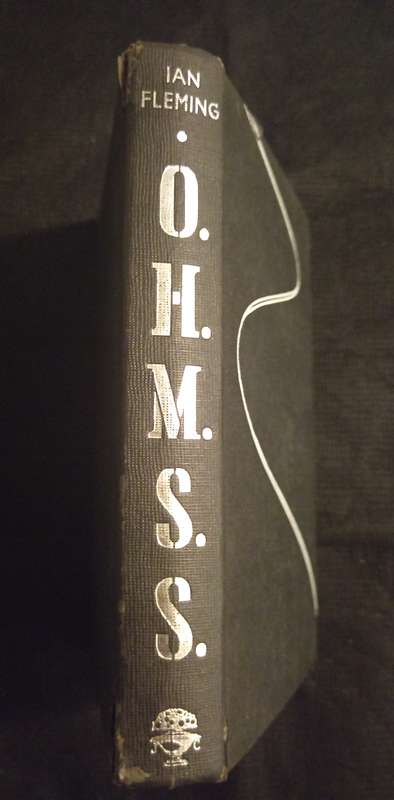 IAN
FLEMING
O.
H.
M.
S.
S.